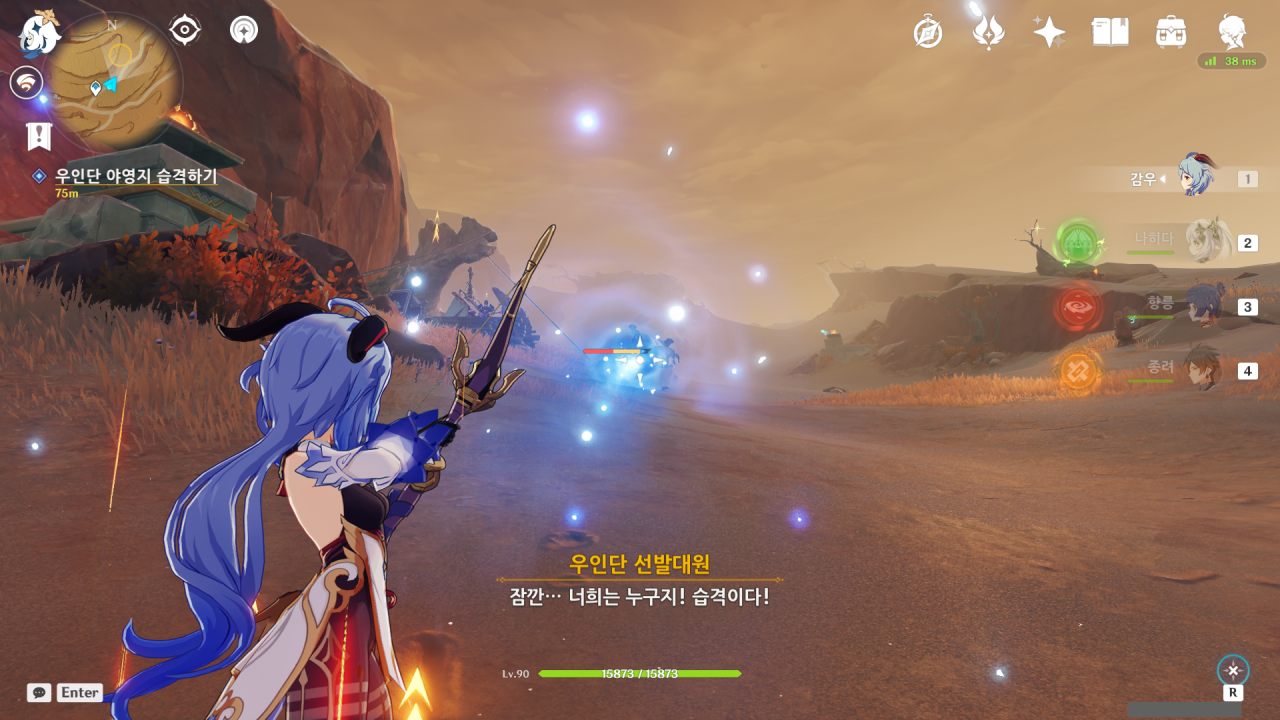 N
38 ms
우인단 야영지 습격하기
75m
감우
1
나히다
2
향릉
3
종려
4
우인단 선발대원
잠깐… 너희는 누구지! 습격이다!
Lv.90
15873 / 15873
Enter
R